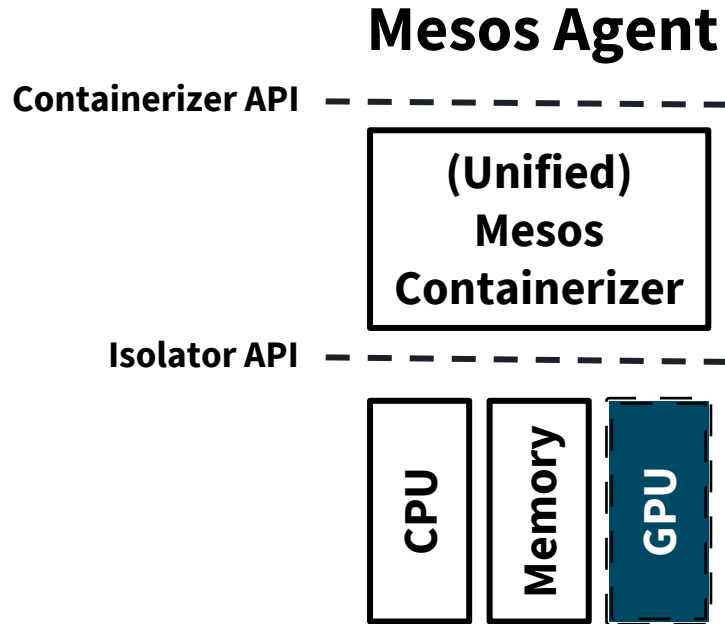 Mesos Agent
Containerizer API
(Unified)
Mesos
Containerizer
Isolator API
CPU
Memory
GPU